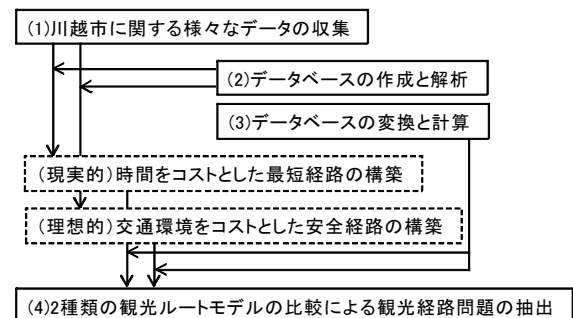 (1)川越市に関する様々なデータの収集
(2)データベースの作成と解析
(3)データベースの変換と計算
(現実的)時間をコストとした最短経路の構築
(理想的)交通環境をコストとした安全経路の構築
(4)2種類の観光ルートモデルの比較による観光経路問題の抽出